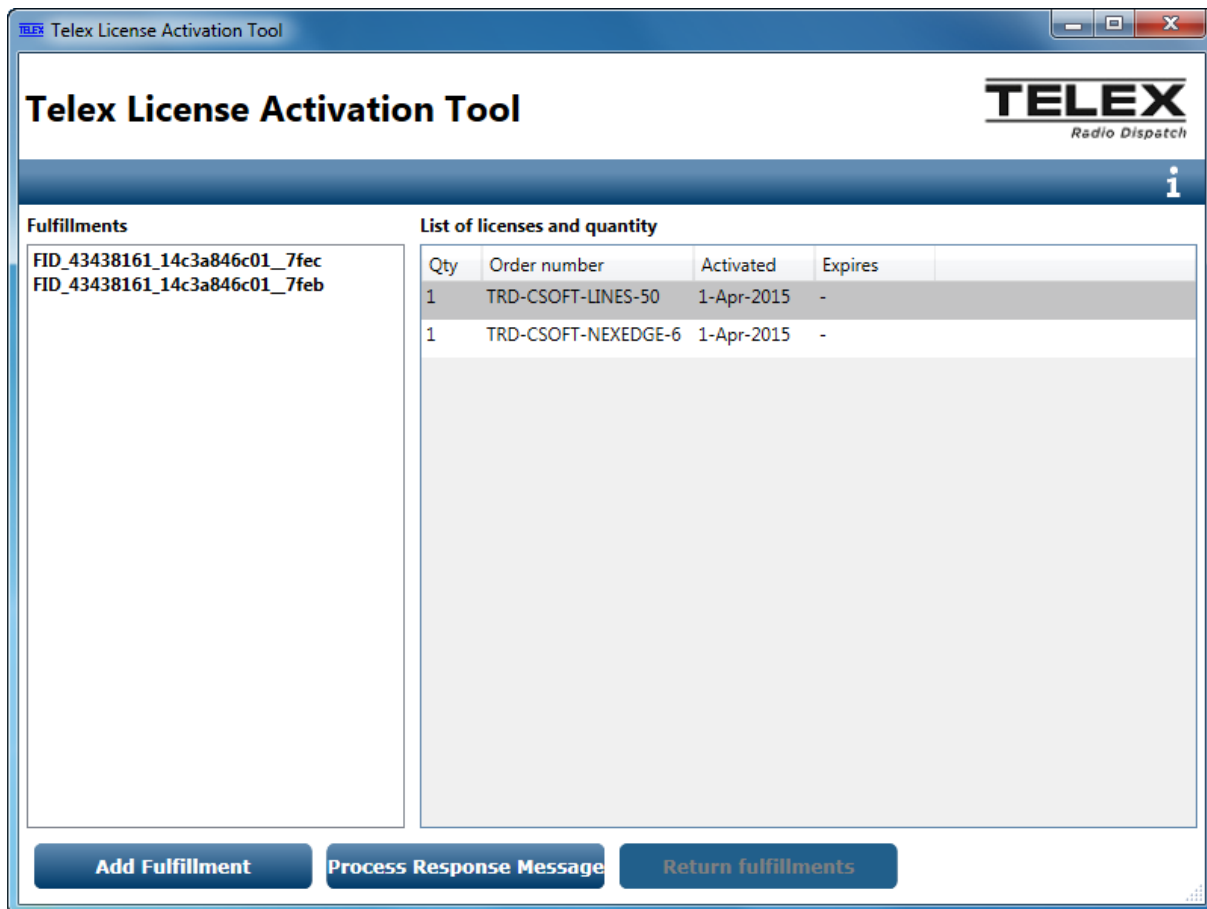 TELEX Telex License Activation Tool
Telex License Activation Tool
TELEX
Radio Dispatch
i
Fulfillments
FID_43438161_14c3a846c01__7fec
FID_43438161_14c3a846c01__7feb
List of licenses and quantity
Qty Order number Activated Expires
1 TRD-CSOFT-LINES-50 1-Apr-2015 -
1 TRD-CSOFT-NEXEDGE-6 1-Apr-2015 -
Add Fulfillment Process Response Message Return fulfillments